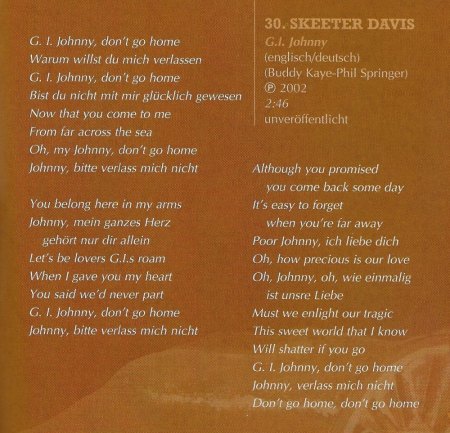 G. I. Johnny, don't go home
Warum willst du mich verlassen
G. I. Johnny, don't go home
Bist du nicht mit mir glücklich gewesen
Now that you come to me
From far across the sea
Oh, my Johnny, don't go home
Johnny, bitte verlass mich nicht

You belong here in my arms
Johnny, mein ganzes Herz
gehört nur dir allein
Let's be lovers G.I.s roam
When I gave you my heart
You said we'd never part
G. I. Johnny, don't go home
Johnny, bitte verlass mich nicht

30. SKEETER DAVIS
G.I. Johnny
(englisch/deutsch)
(Buddy Kaye-Phil Springer)
℗ 2002
2:46
unveröffentlicht

Although you promised
you come back some day
It's easy to forget
when you're far away
Poor Johnny, ich liebe dich
Oh, how precious is our love
Oh, Johnny, oh, wie einmalig
ist unsre Liebe
Must we enlight our tragic
This sweet world that I know
Will shatter if you go
G. I. Johnny, don't go home
Johnny, verlass mich nicht
Don't go home, don't go home